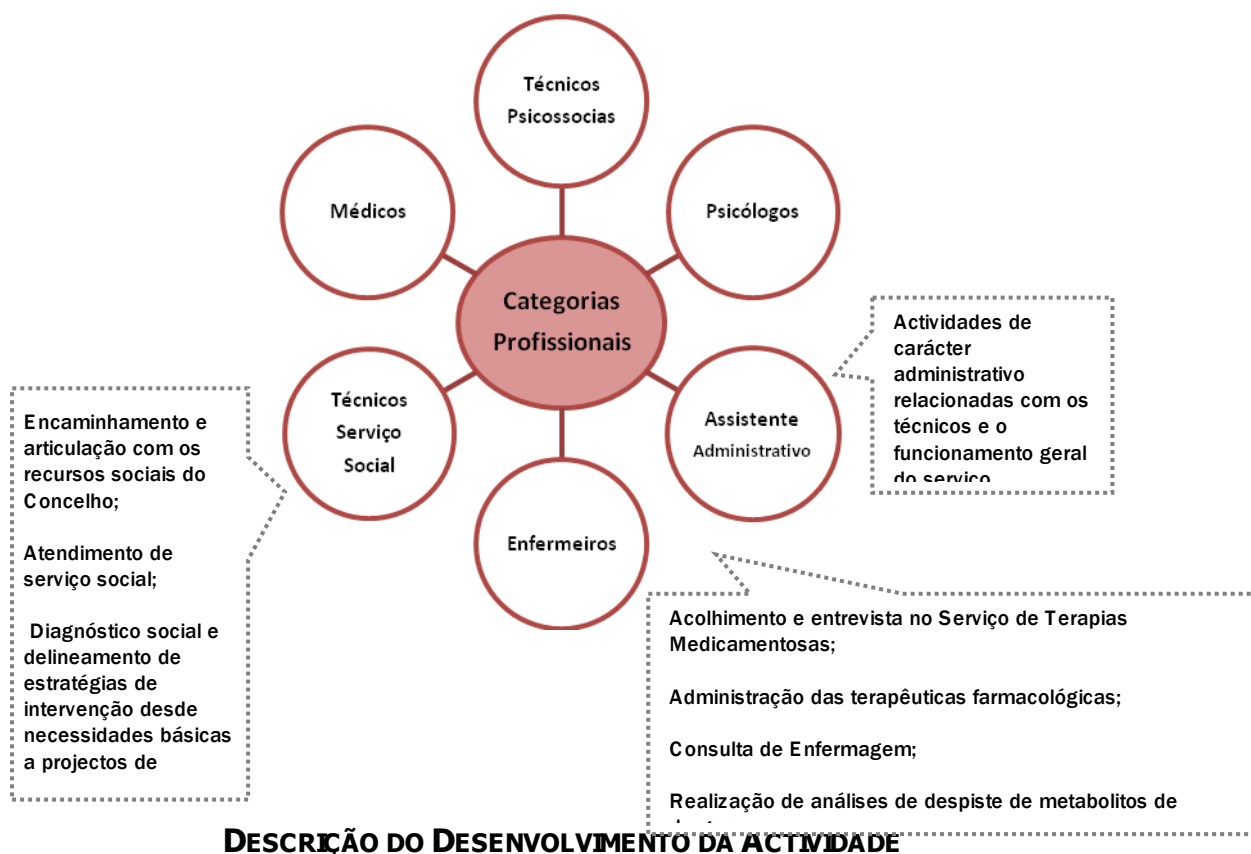 Técnicos
Psicossocias
Médicos
Psicólogos
Categorias
Profissionais
Técnicos
Serviço
Social
Assistente
Administrativo
Enfermeiros
Actividades de
carácter
administrativo
relacionadas com os
técnicos e o
funcionamento geral
do serviço
Encaminhamento e
articulação com os
recursos sociais do
Concelho;
Atendimento de
serviço social;
Diagnóstico social e
delineamento de
estratégias de
intervenção desde
necessidades básicas
a projectos de
Acolhimento e entrevista no Serviço de Terapias
Medicamentosas;
Administração das terapêuticas farmacológicas;
Consulta de Enfermagem;
Realização de análises de despiste de metabolitos de
DESCRIÇÃO DO DESENVOLVIMENTO DA ACTIVIDADE